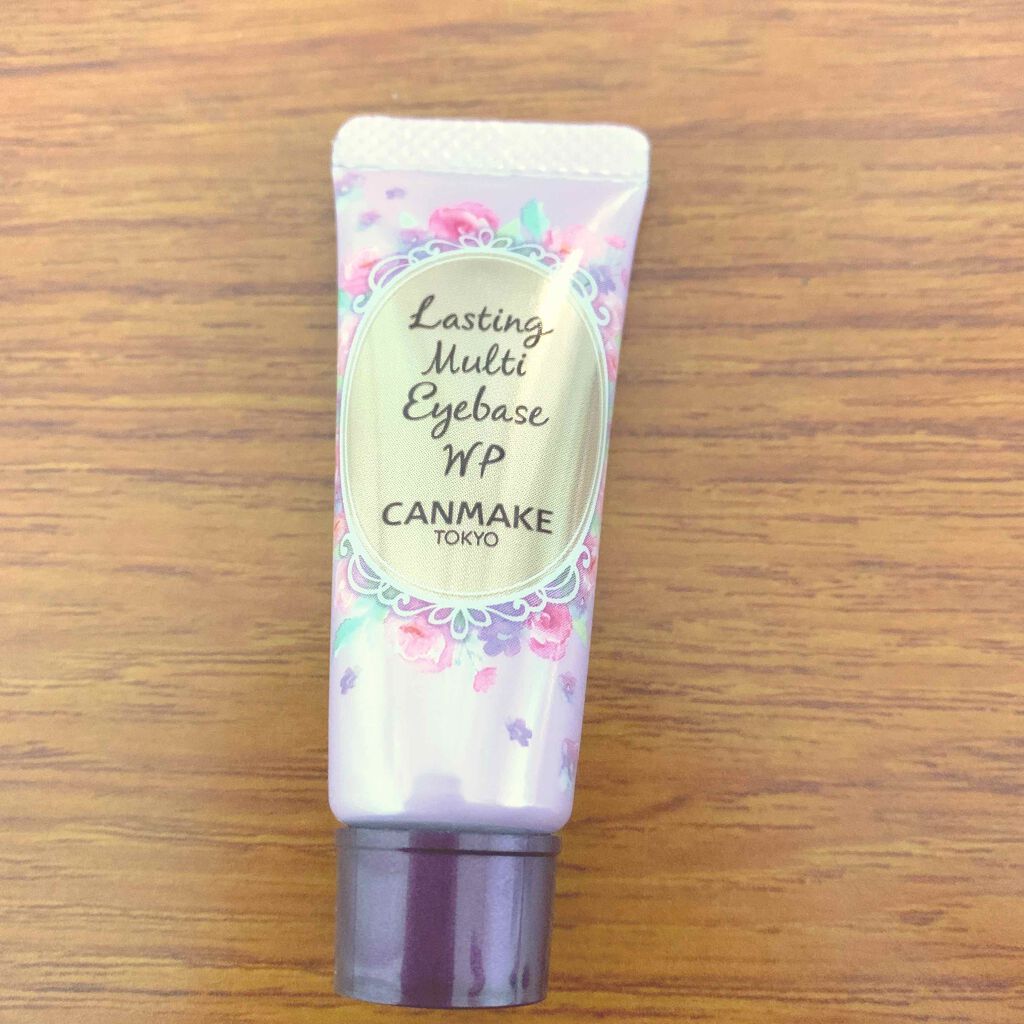 Lasting
Multi
Eyebase
WP
CANMAKE
TOKYO